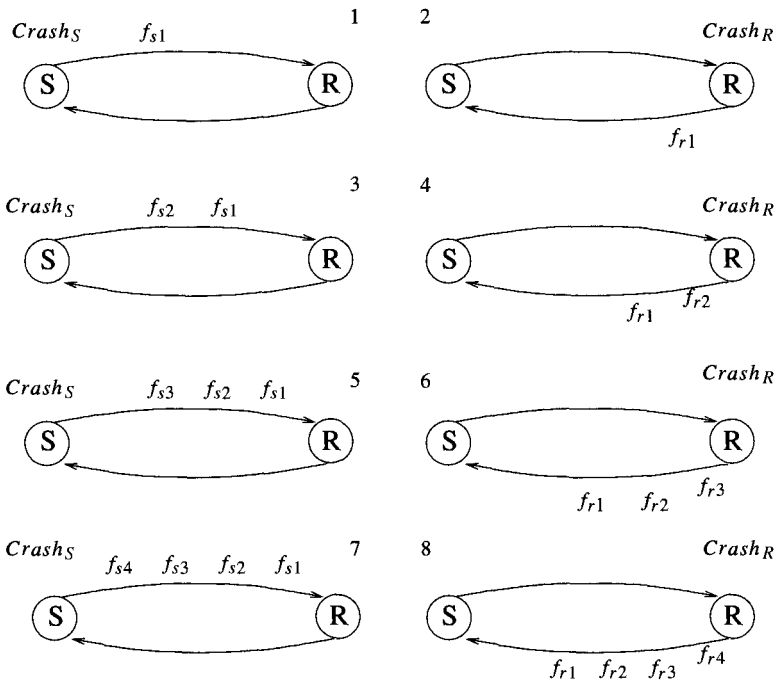 1
Crash_S f_s1
S R
2
Crash_R
S R
f_r1
3
Crash_S f_s2 f_s1
S R
4
Crash_R
S R
f_r1 f_r2
5
Crash_S f_s3 f_s2 f_s1
S R
6
Crash_R
S R
f_r1 f_r2 f_r3
7
Crash_S f_s4 f_s3 f_s2 f_s1
S R
8
Crash_R
S R
f_r1 f_r2 f_r3 f_r4